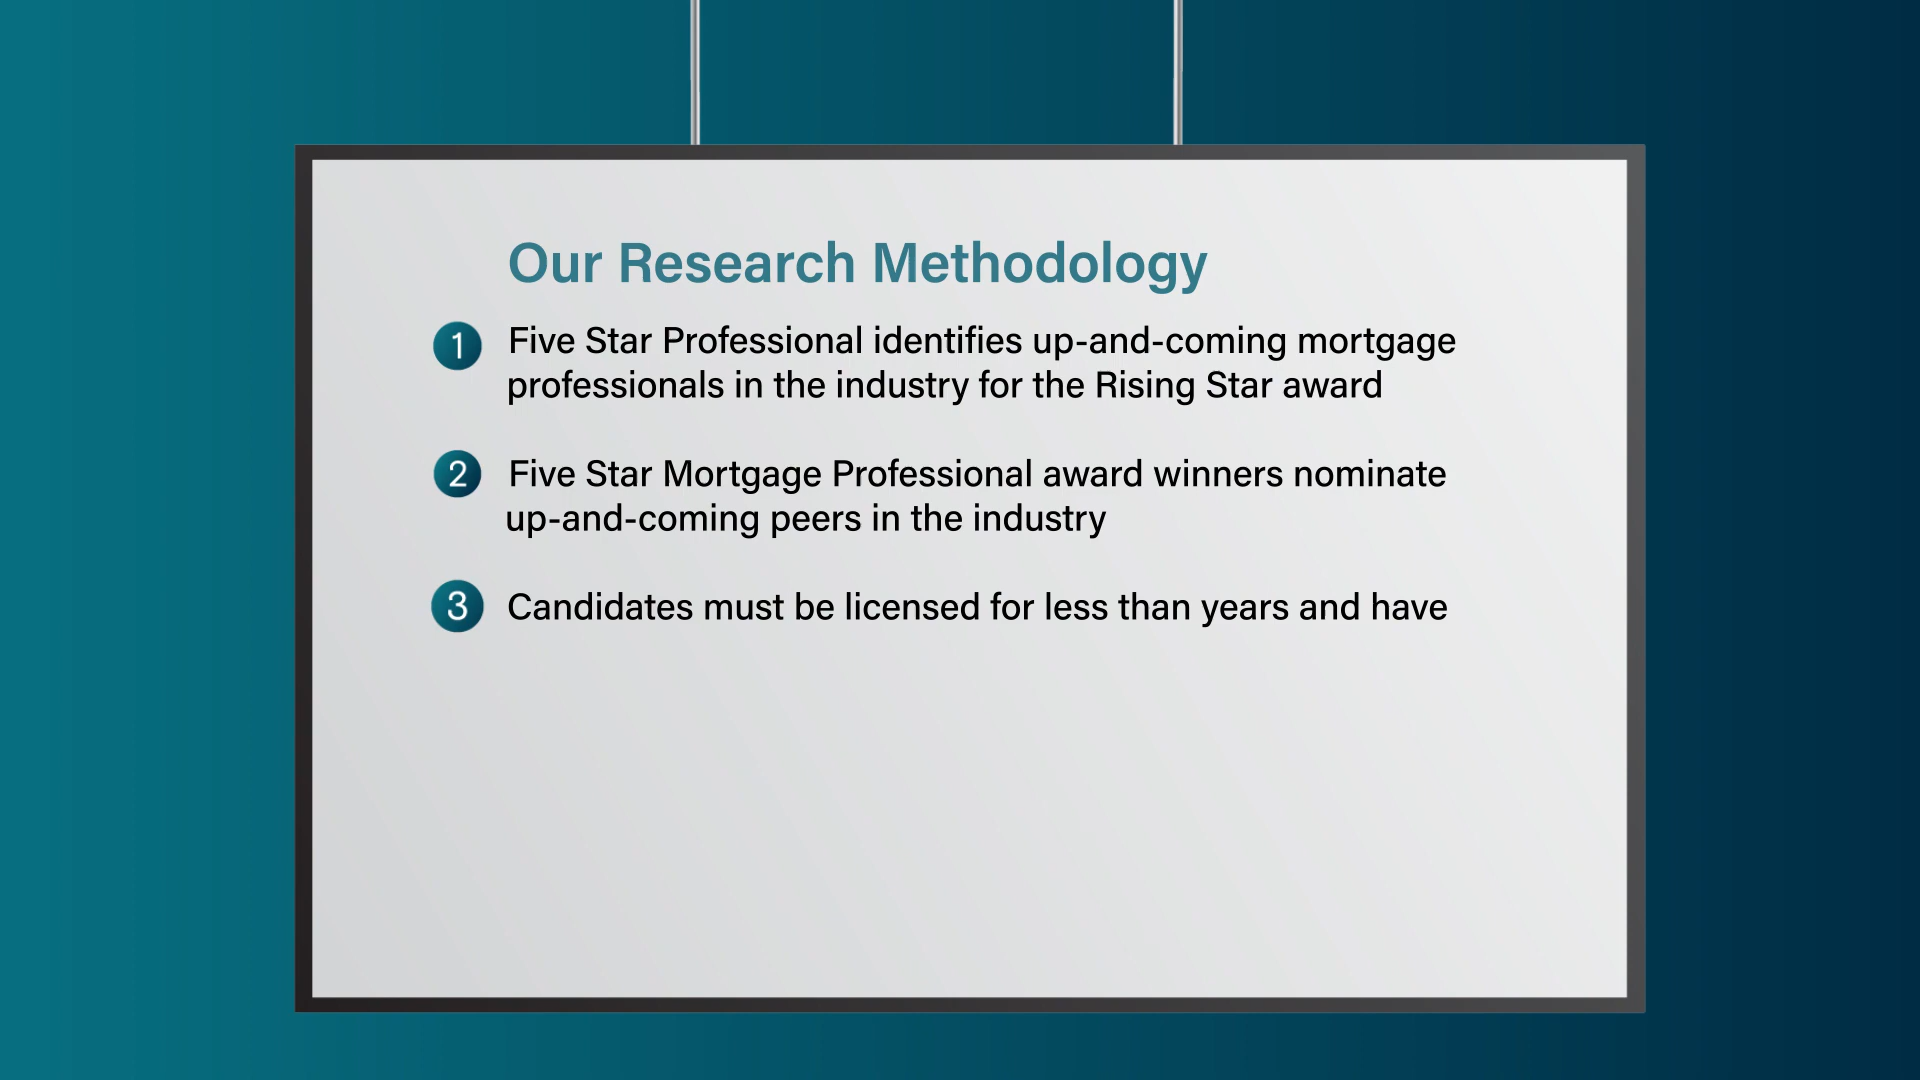 Our Research Methodology
1 Five Star Professional identifies up-and-coming mortgage
professionals in the industry for the Rising Star award
2 Five Star Mortgage Professional award winners nominate
up-and-coming peers in the industry
3 Candidates must be licensed for less than years and have